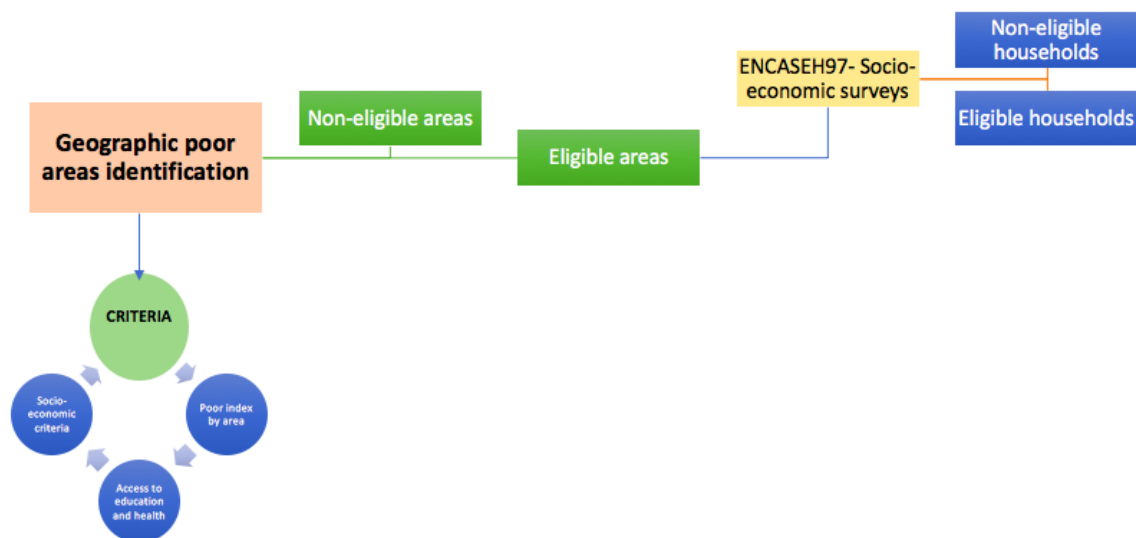 Geographic poor
areas identification
Non-eligible areas
Eligible areas
ENCASEH97- Socio-
economic surveys
Non-eligible
households
Eligible households
CRITERIA
Poor index
by area
Access to
education
and health
Socio-
economic
criteria